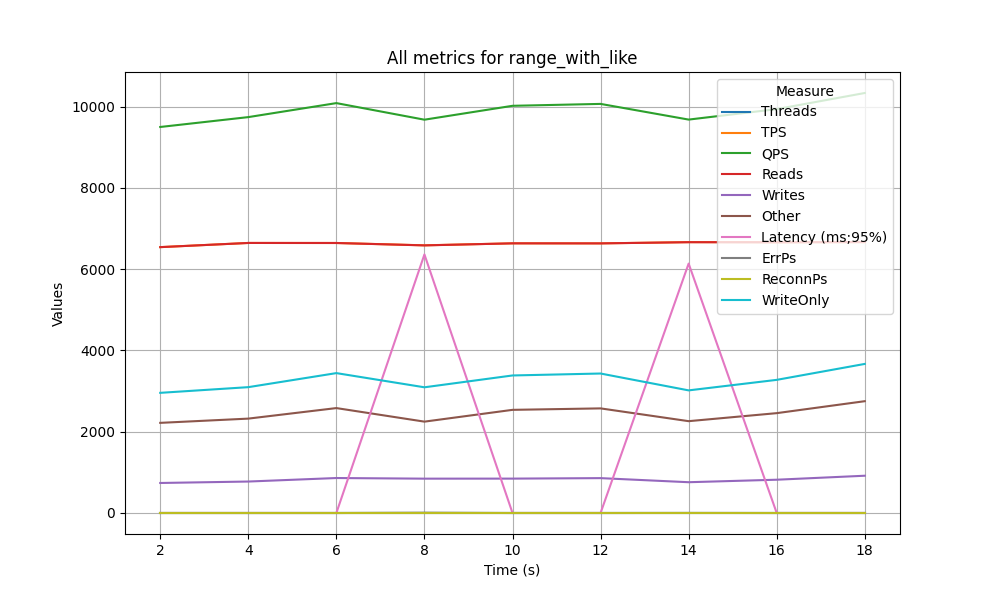 All metrics for range_with_like
Values
10000
8000
6000
4000
2000
0
Measure
Threads
TPS
QPS
Reads
Writes
Other
Latency (ms;95%)
ErrPs
ReconnPs
WriteOnly
2 4 6 8 10 12 14 16 18
Time (s)